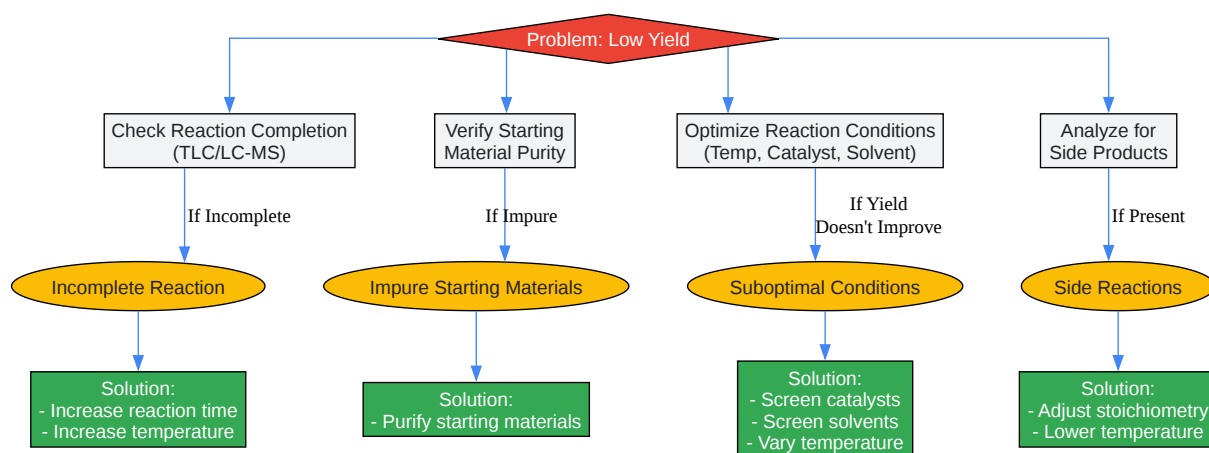 Problem: Low Yield
Check Reaction Completion
(TLC/LC-MS)
Verify Starting
Material Purity
Optimize Reaction Conditions
(Temp, Catalyst, Solvent)
Analyze for
Side Products
If Incomplete
If Impure
If Yield
Doesn't Improve
If Present
Incomplete Reaction
Impure Starting Materials
Suboptimal Conditions
Side Reactions
Solution:
- Increase reaction time
- Increase temperature
Solution:
- Purify starting materials
Solution:
- Screen catalysts
- Screen solvents
- Vary temperature
Solution:
- Adjust stoichiometry
- Lower temperature